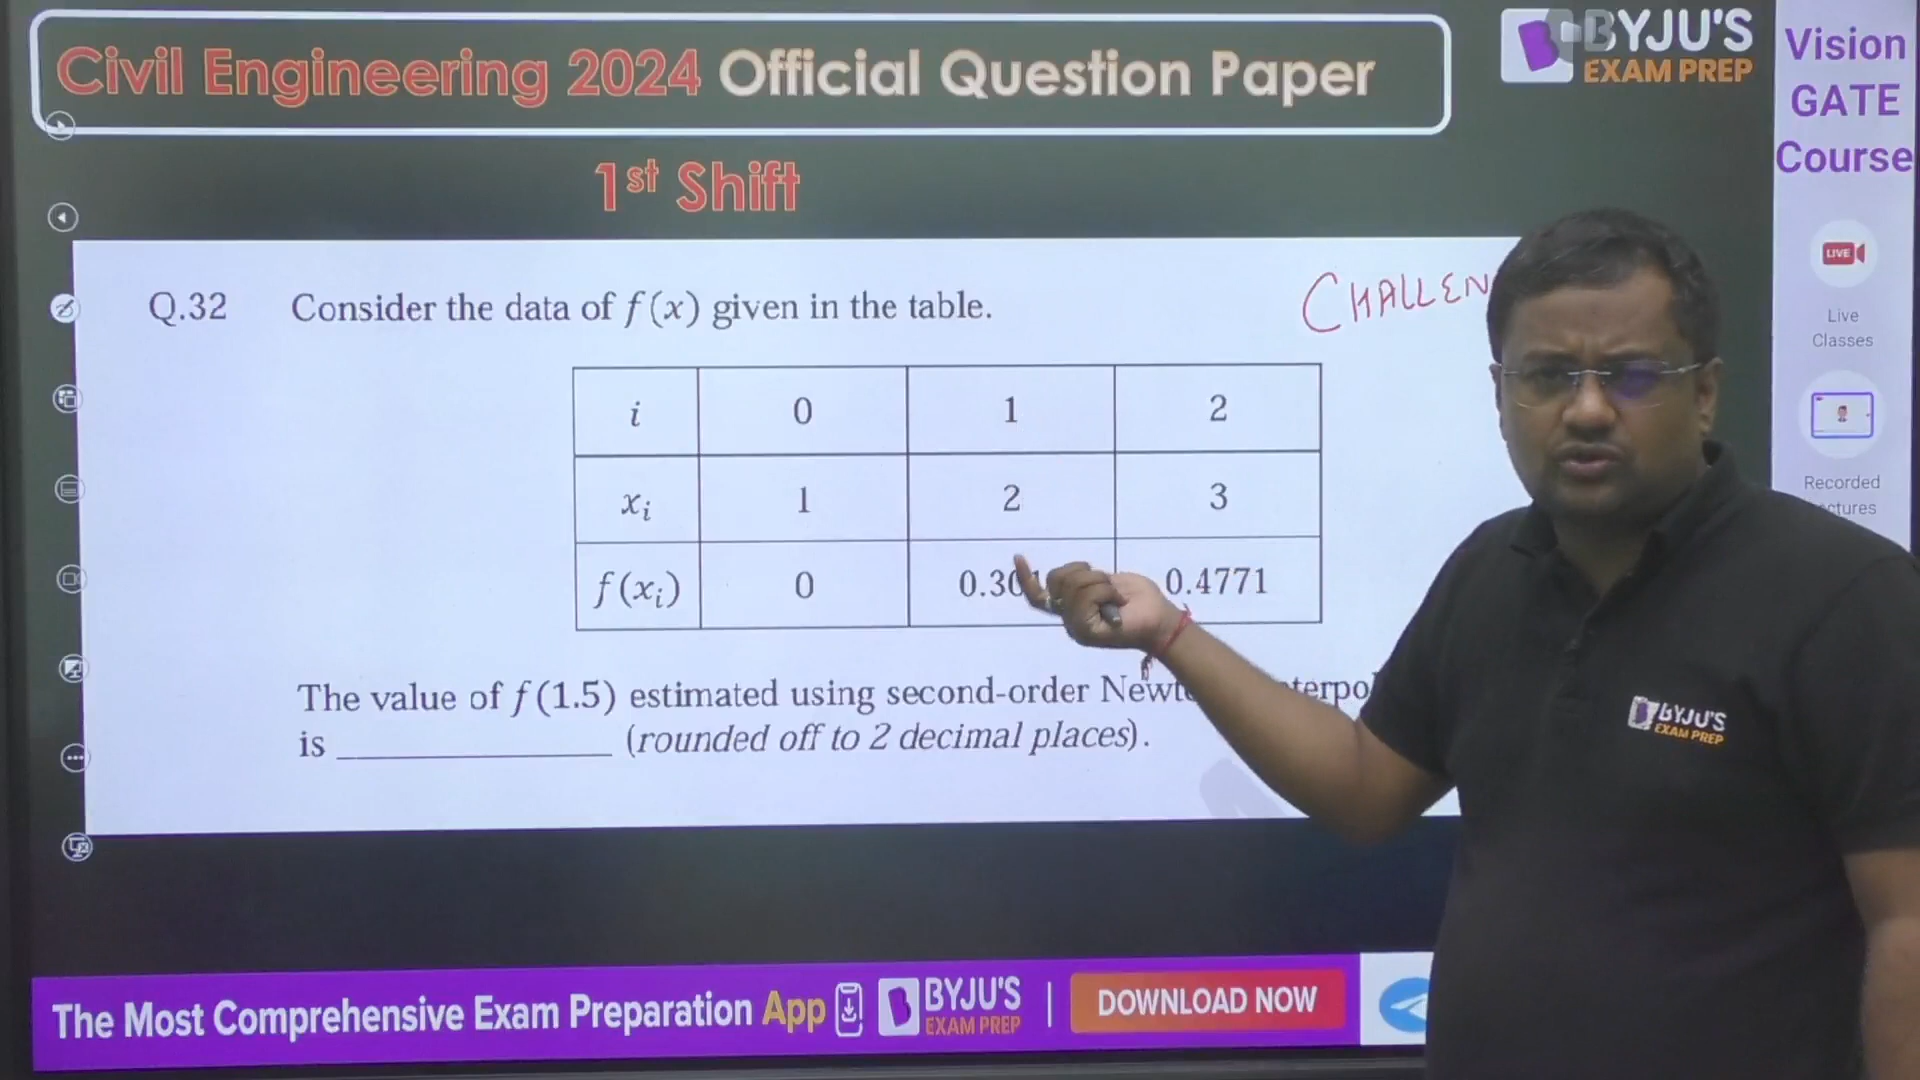 Civil Engineering 2024 Official Question Paper
BYJU'S
EXAM PREP
Vision
GATE
Course
1st Shift
LIVE
Live
Classes
Recorded
Q.32 Consider the data of f(x) given in the table.
i 0 1 2
xi 1 2 3
f(xi) 0 0.4771
The value of f(1.5) estimated using second-order
is ____________ (rounded off to 2 decimal places).
BYJU'S
EXAM PREP
The Most Comprehensive Exam Preparation App
BYJU'S
EXAM PREP
DOWNLOAD NOW